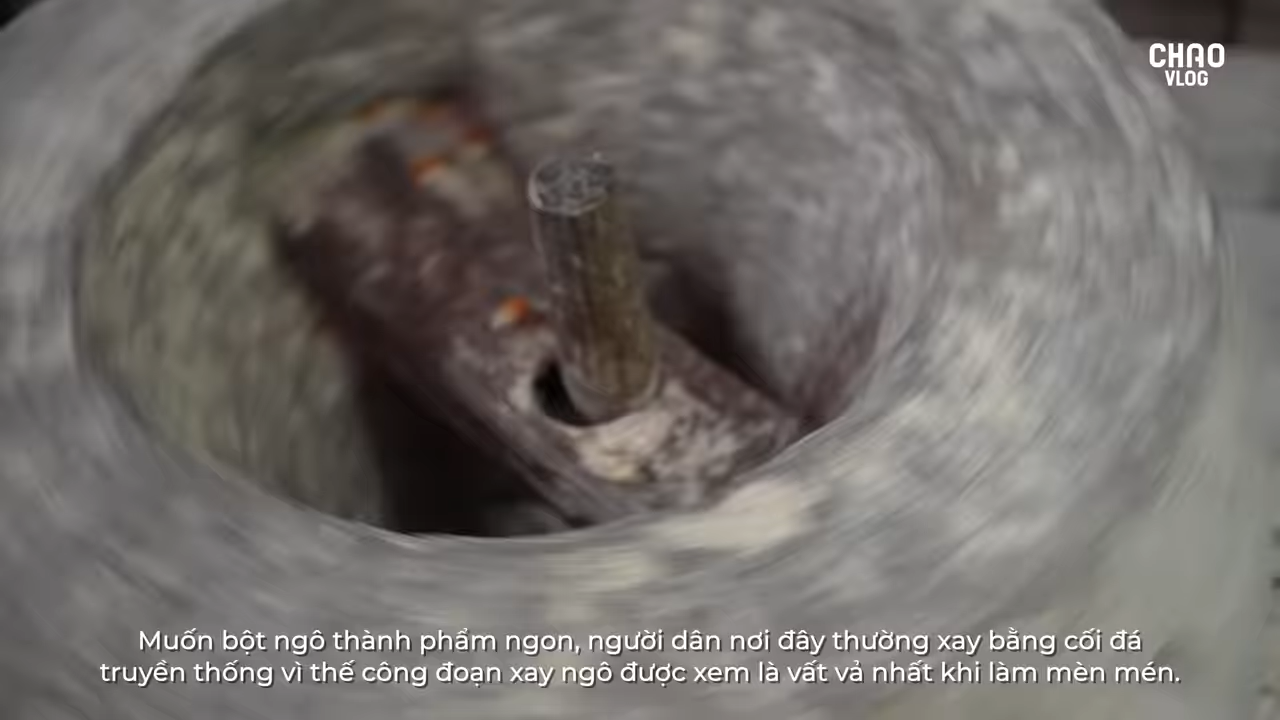 CHAO
VLOG
Muốn bột ngô thành phẩm ngon, người dân nơi đây thường xay bằng cối đá
truyền thống vì thế công đoạn xay ngô được xem là vất vả nhất khi làm mèn mén.